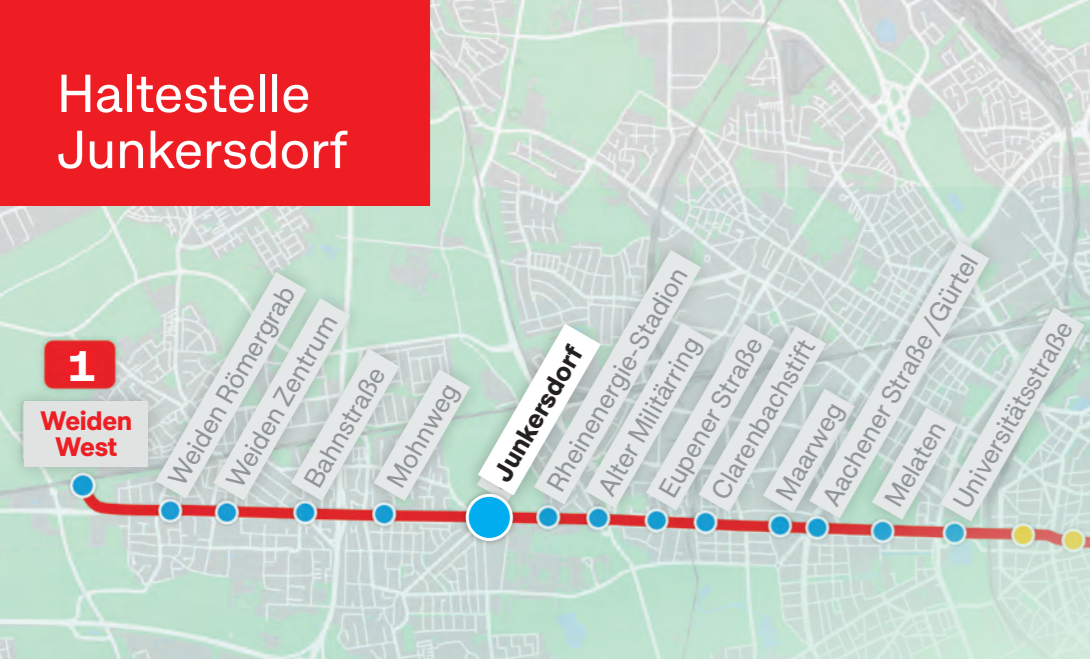 Haltestelle
Junkersdorf
1
Weiden
West
Weiden Römergrab
Weiden Zentrum
Bahnstraße
Mohnweg
Junkersdorf
Rheinenergie-Stadion
Alter Militärring
Eupener Straße
Clarenbachstift
Maarweg
Aachener Straße / Gürtel
Melaten
Universitätsstraße